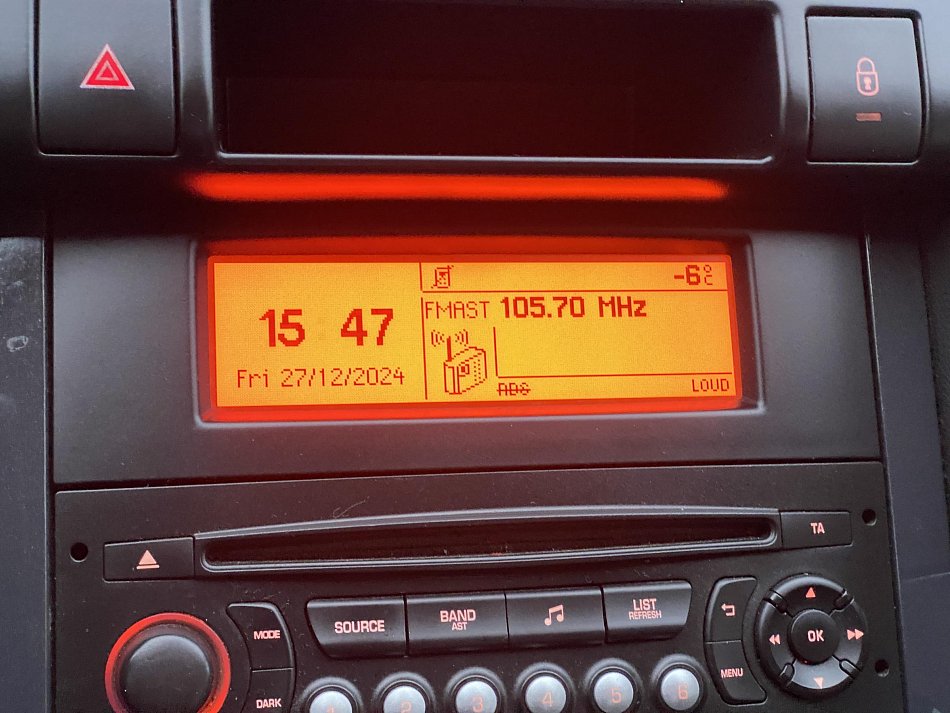 -6°C
15 47
FMAST 105.70 MHz
Fri 27/12/2024
RDS
LOUD
TA
SOURCE
BAND
AST
LIST
REFRESH
MODE
OK
MENU
DARK
1 2 3 4 5 6